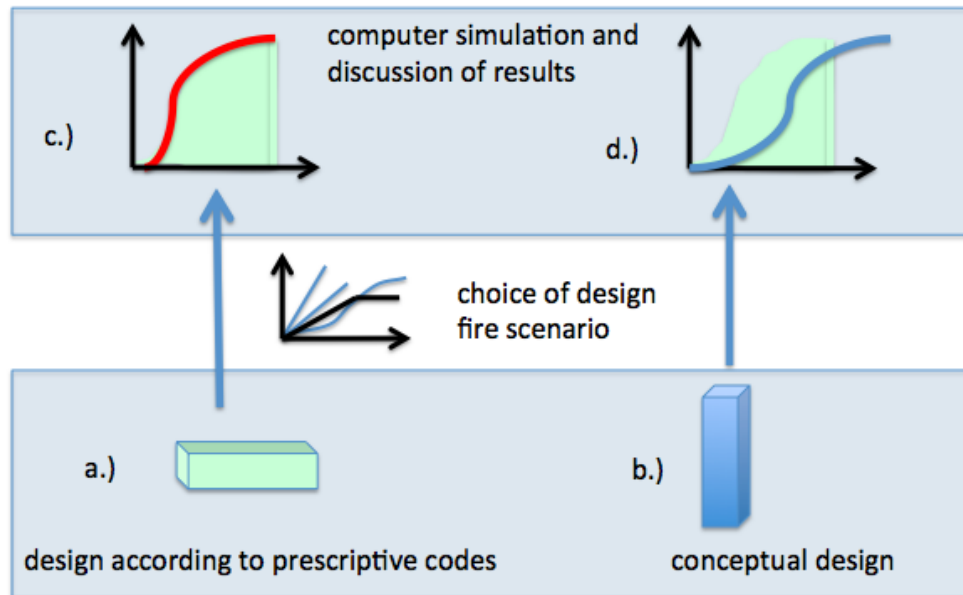 computer simulation and
discussion of results
c.)
d.)
choice of design
fire scenario
a.)
b.)
design according to prescriptive codes
conceptual design